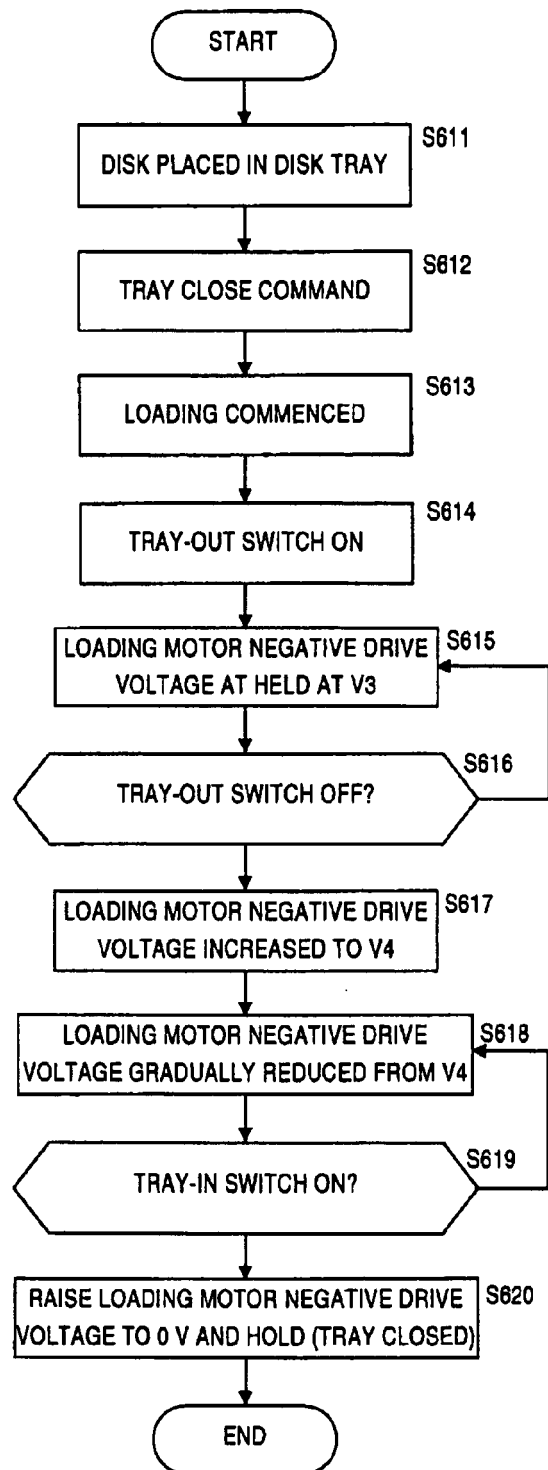 START
S611
DISK PLACED IN DISK TRAY
S612
TRAY CLOSE COMMAND
S613
LOADING COMMENCED
S614
TRAY-OUT SWITCH ON
S615
LOADING MOTOR NEGATIVE DRIVE
VOLTAGE AT HELD AT V3
S616
TRAY-OUT SWITCH OFF?
S617
LOADING MOTOR NEGATIVE DRIVE
VOLTAGE INCREASED TO V4
S618
LOADING MOTOR NEGATIVE DRIVE
VOLTAGE GRADUALLY REDUCED FROM V4
S619
TRAY-IN SWITCH ON?
S620
RAISE LOADING MOTOR NEGATIVE DRIVE
VOLTAGE TO 0 V AND HOLD (TRAY CLOSED)
END